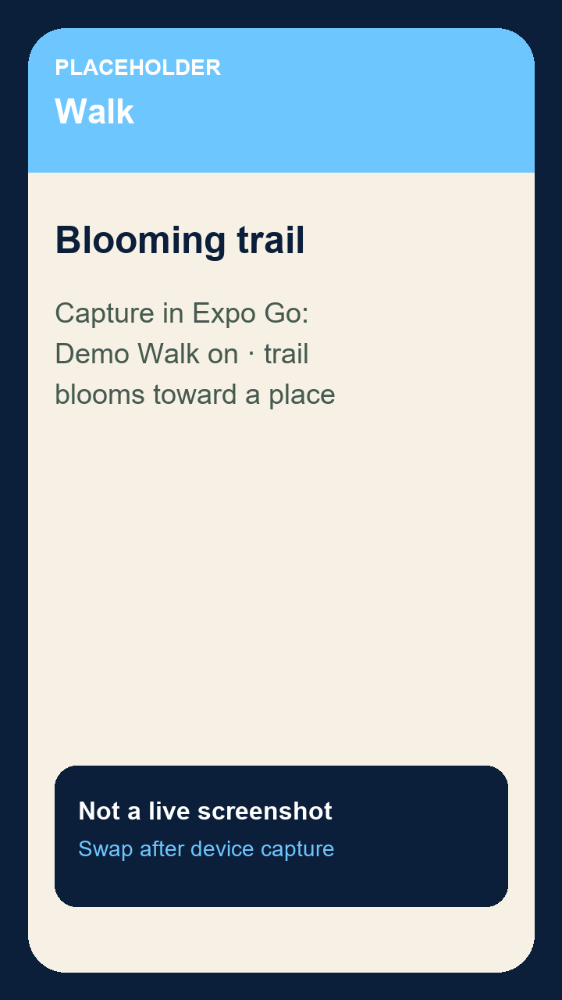 PLACEHOLDER
Walk
Blooming trail
Capture in Expo Go:
Demo Walk on · trail
blooms toward a place
Not a live screenshot
Swap after device capture